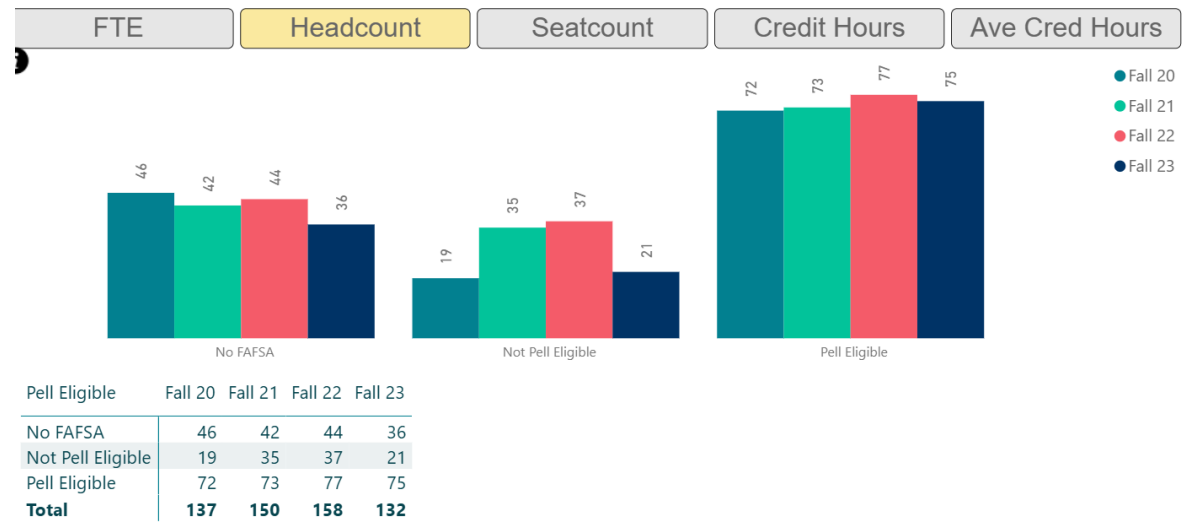 FTE Headcount Seatcount Credit Hours Ave Cred Hours
Fall 20
Fall 21
Fall 22
Fall 23
46 42 44 36 19 35 37 21 72 73 77 75
No FAFSA Not Pell Eligible Pell Eligible
Pell Eligible Fall 20 Fall 21 Fall 22 Fall 23
No FAFSA 46 42 44 36
Not Pell Eligible 19 35 37 21
Pell Eligible 72 73 77 75
Total 137 150 158 132